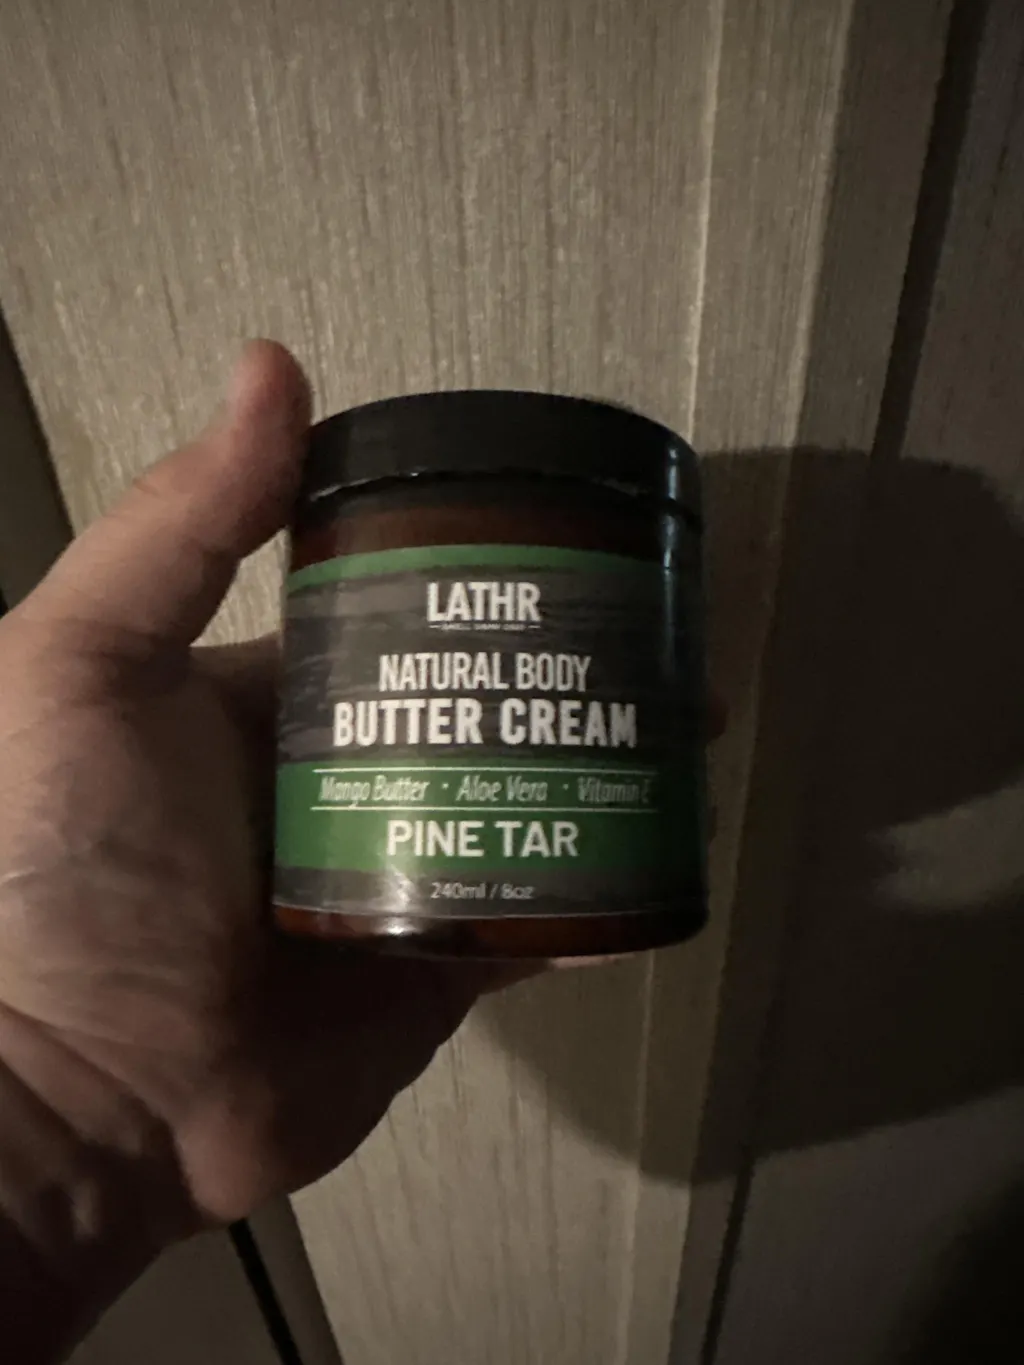 LATHR
NATURAL BODY
BUTTER CREAM
Mango Butter · Aloe Vera · Vitamin E
PINE TAR
240ml / 8oz